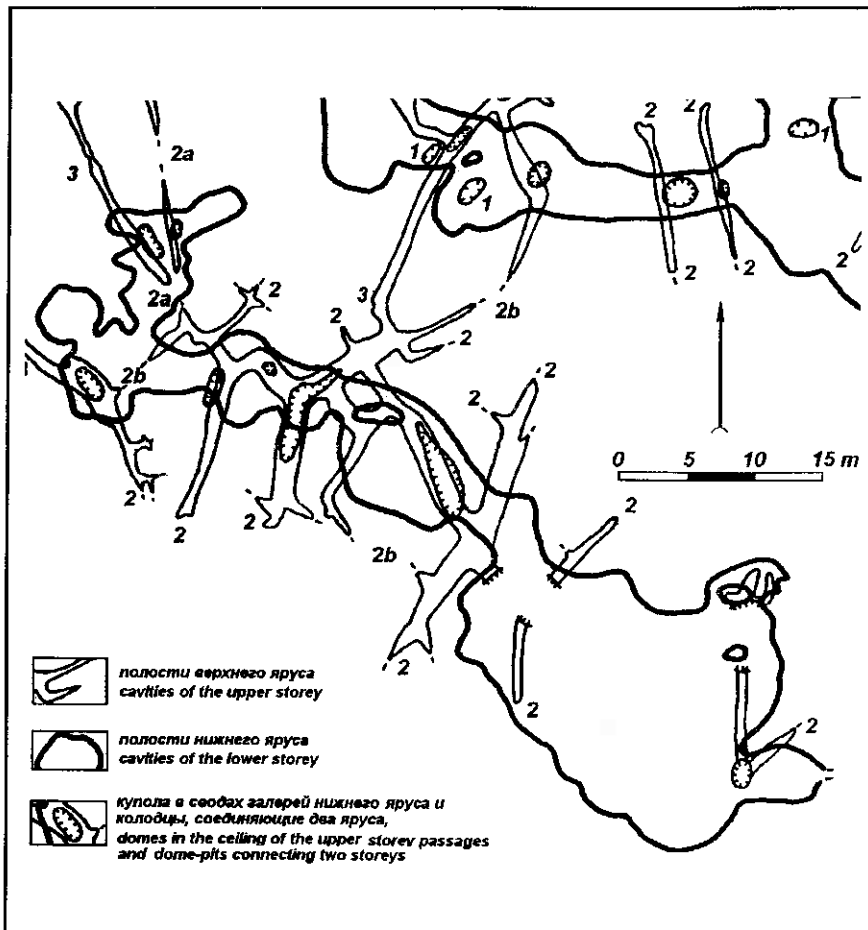 2 2
2a 1 1
3
1
2a 2 2 2 2
3 2b
2 2
2b 2
2
0 5 10 15 m
2
2 2 2
2b
2
2 2
полости верхнего яруса
cavities of the upper storey
полости нижнего яруса
cavities of the lower storey
купола в сводах галерей нижнего яруса и
колодцы, соединяющие два яруса,
domes in the ceiling of the upper storey passages
and dome-pits connecting two storeys